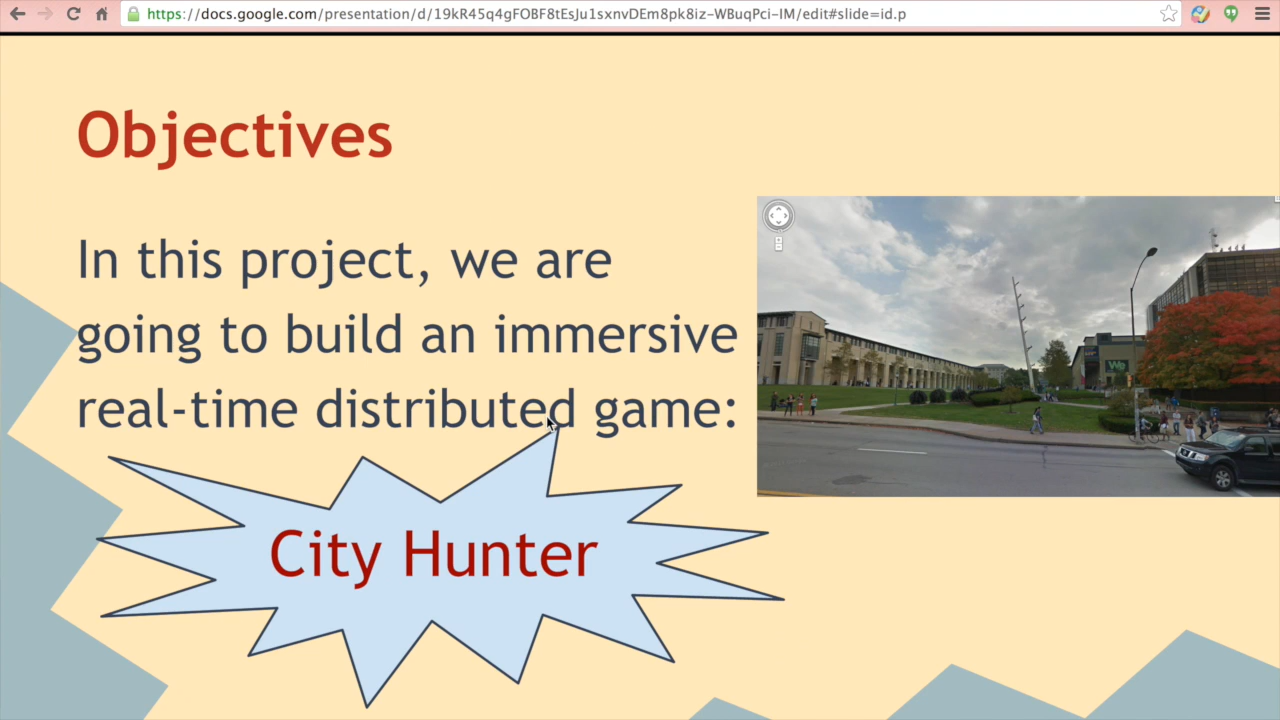 https://docs.google.com/presentation/d/19kR45q4gFOBF8tEsJu1sxnvDEm8pk8iz-WBuqPci-IM/edit#slide=id.p
Objectives
In this project, we are
going to build an immersive
real-time distributed game:
City Hunter